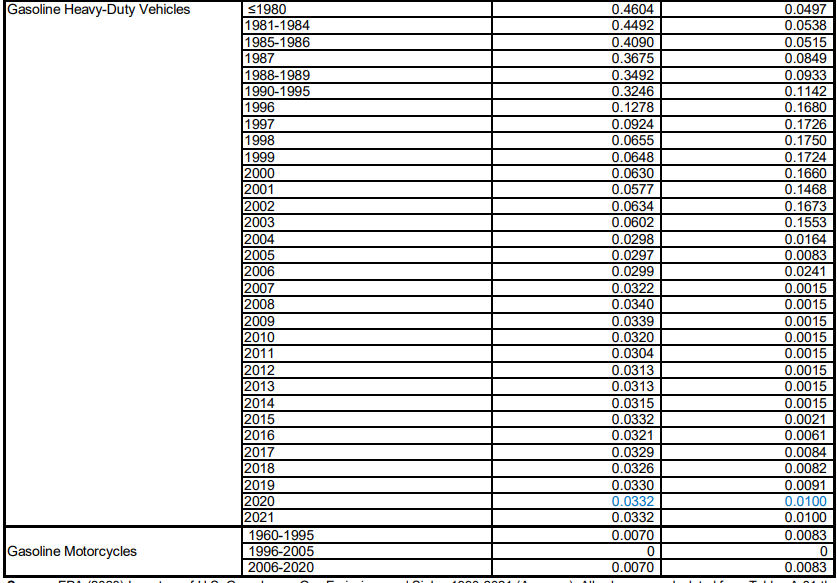 Gasoline Heavy-Duty Vehicles ≤1980 0.4604 0.0497
1981-1984 0.4492 0.0538
1985-1986 0.4090 0.0515
1987 0.3675 0.0849
1988-1989 0.3492 0.0933
1990-1995 0.3246 0.1142
1996 0.1278 0.1680
1997 0.0924 0.1726
1998 0.0655 0.1750
1999 0.0648 0.1724
2000 0.0630 0.1660
2001 0.0577 0.1468
2002 0.0634 0.1673
2003 0.0602 0.1553
2004 0.0298 0.0164
2005 0.0297 0.0083
2006 0.0299 0.0241
2007 0.0322 0.0015
2008 0.0340 0.0015
2009 0.0339 0.0015
2010 0.0320 0.0015
2011 0.0304 0.0015
2012 0.0313 0.0015
2013 0.0313 0.0015
2014 0.0315 0.0015
2015 0.0332 0.0021
2016 0.0321 0.0061
2017 0.0329 0.0084
2018 0.0326 0.0082
2019 0.0330 0.0091
2020 0.0332 0.0100
2021 0.0332 0.0100
1960-1995 0.0070 0.0083
Gasoline Motorcycles 1996-2005 0 0
2006-2020 0.0070 0.0083